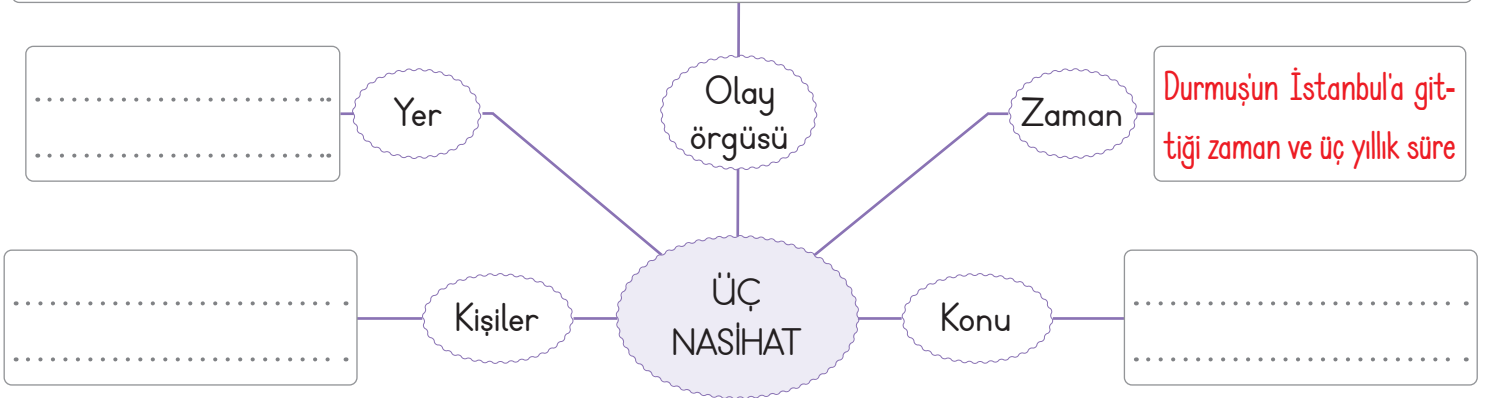 Yer
Olay
örgüsü
Zaman
Durmuş'un İstanbul'a git-
tiği zaman ve üç yıllık süre
Kişiler
ÜÇ
NASİHAT
Konu